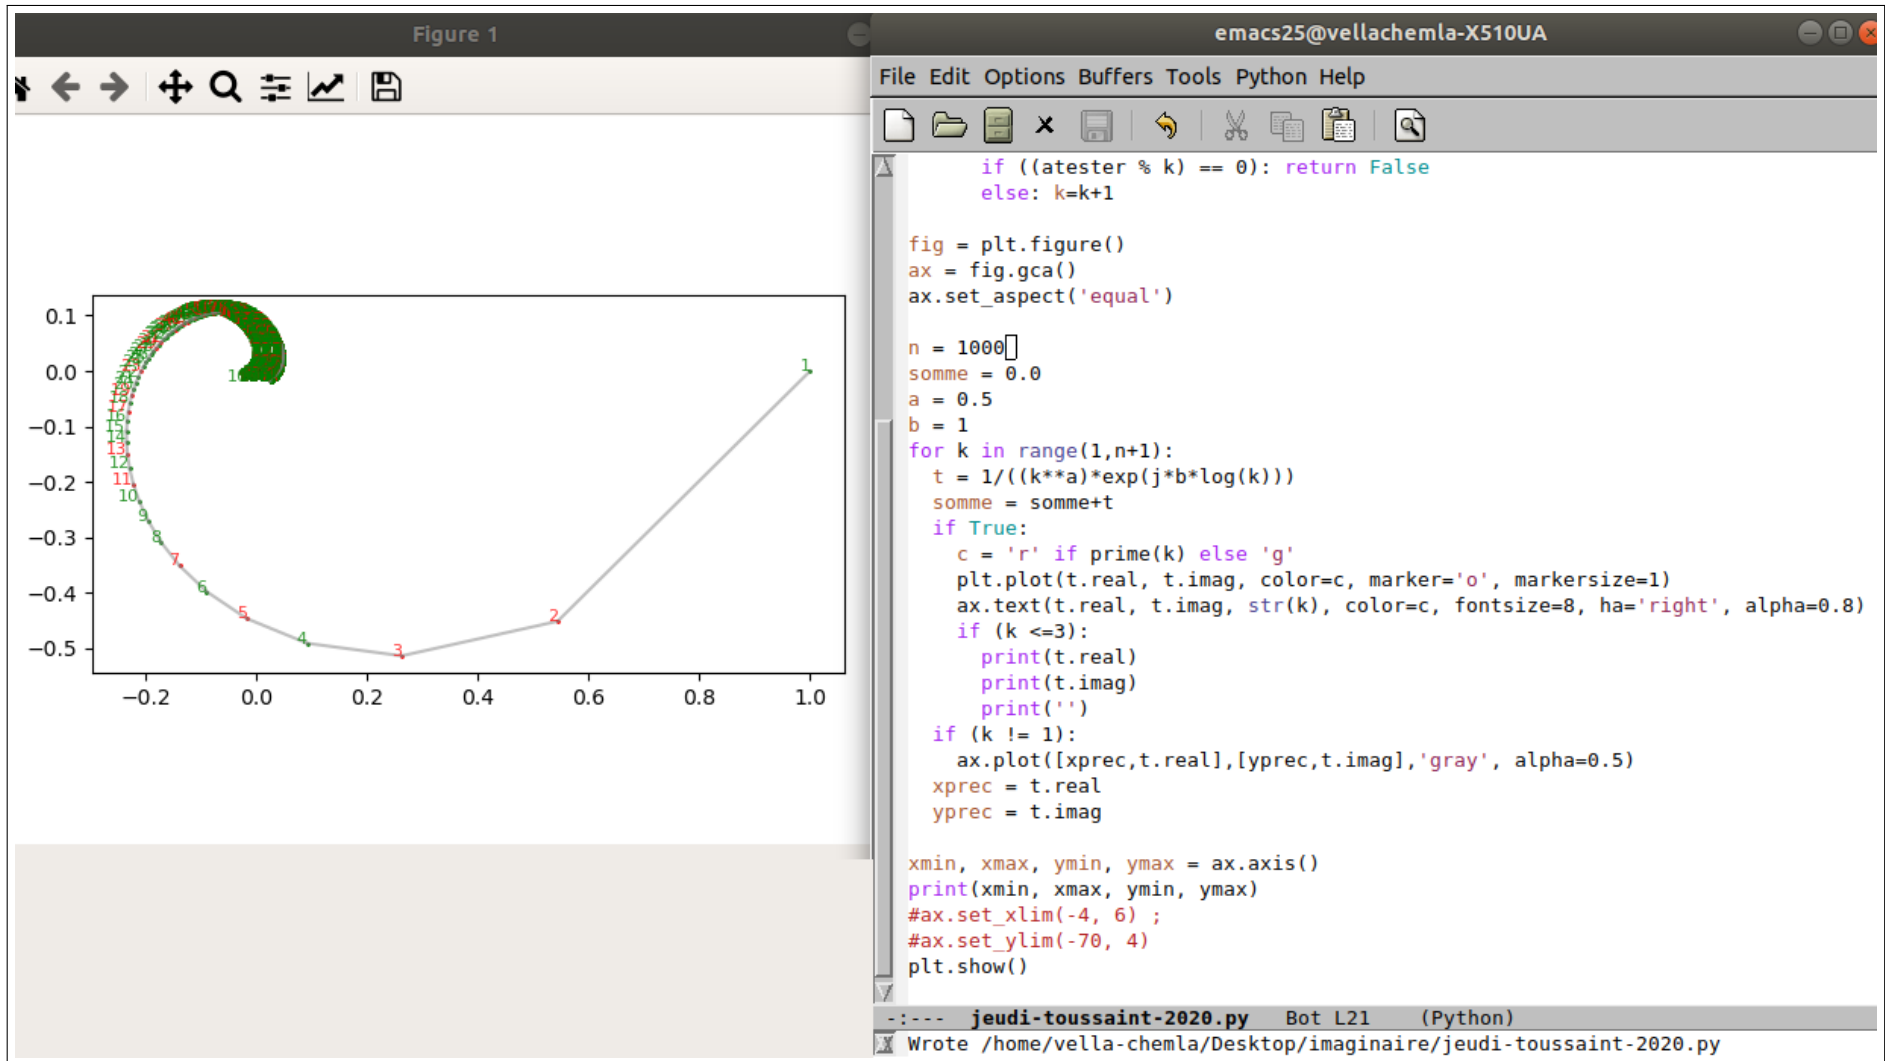 Figure 1
0.1
0.0
−0.1
−0.2
−0.3
−0.4
−0.5
−0.2 0.0 0.2 0.4 0.6 0.8 1.0
1
2
3
4
5
6
7
8
9
10
11
12
13
14
15
16
17
emacs25@vellachemla-X510UA
File Edit Options Buffers Tools Python Help
if ((atester % k) == 0): return False
else: k=k+1
fig = plt.figure()
ax = fig.gca()
ax.set_aspect('equal')
n = 1000
somme = 0.0
a = 0.5
b = 1
for k in range(1,n+1):
t = 1/((k**a)*exp(j*b*log(k)))
somme = somme+t
if True:
c = 'r' if prime(k) else 'g'
plt.plot(t.real, t.imag, color=c, marker='o', markersize=1)
ax.text(t.real, t.imag, str(k), color=c, fontsize=8, ha='right', alpha=0.8)
if (k <=3):
print(t.real)
print(t.imag)
print('')
if (k != 1):
ax.plot([xprec,t.real],[yprec,t.imag],'gray', alpha=0.5)
xprec = t.real
yprec = t.imag
xmin, xmax, ymin, ymax = ax.axis()
print(xmin, xmax, ymin, ymax)
#ax.set_xlim(-4, 6) ;
#ax.set_ylim(-70, 4)
plt.show()
-:--- jeudi-toussaint-2020.py Bot L21 (Python)
Wrote /home/vella-chemla/Desktop/imaginaire/jeudi-toussaint-2020.py